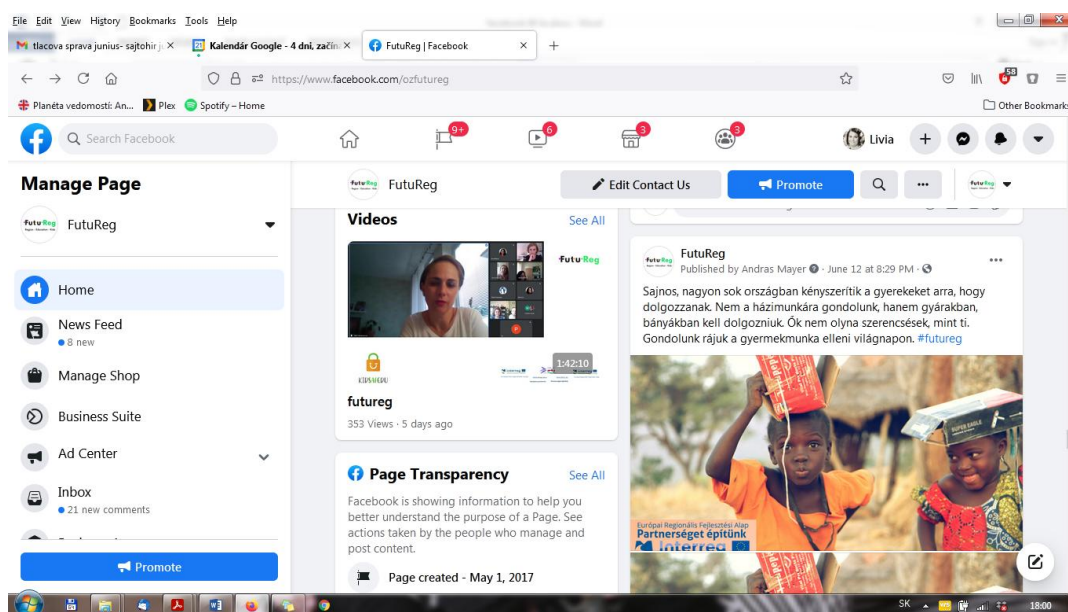 File Edit View History Bookmarks Tools Help
tlacova sprava junius- sajtohir j
Kalendár Google - 4 dni, začín
FutuReg | Facebook
https://www.facebook.com/ozfutureg
58
Planéta vedomostí: An...
Plex
Spotify – Home
Other Bookmarks
Search Facebook
9+
6
3
3
Livia
Manage Page
FutuReg
Edit Contact Us
Promote
FutuReg
Home
News Feed
8 new
Manage Shop
Business Suite
Ad Center
Inbox
21 new comments
Promote
Videos
See All
FutuReg
1:42:10
futureg
353 Views · 5 days ago
Page Transparency
See All
Facebook is showing information to help you
better understand the purpose of a Page. See
actions taken by the people who manage and
post content.
Page created - May 1, 2017
FutuReg
Published by Andras Mayer · June 12 at 8:29 PM ·
Sajnos, nagyon sok országban kényszerítik a gyerekeket arra, hogy
dolgozzanak. Nem a házimunkára gondolunk, hanem gyárakban,
bányákban kell dolgozniuk. Ők nem olyna szerencsések, mint ti.
Gondolunk rájuk a gyermekmunka elleni világnapon. #futureg
SUPER EAGLE
Európai Regionális Fejlesztési Alap
Partnerséget építünk
Interreg
SK
18:00